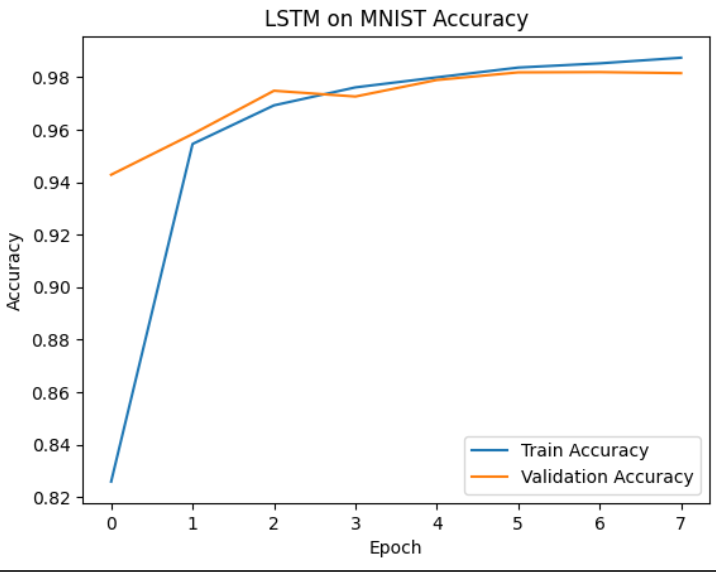 LSTM on MNIST Accuracy
Accuracy
0.98
0.96
0.94
0.92
0.90
0.88
0.86
0.84
0.82
Train Accuracy
Validation Accuracy
0 1 2 3 4 5 6 7
Epoch